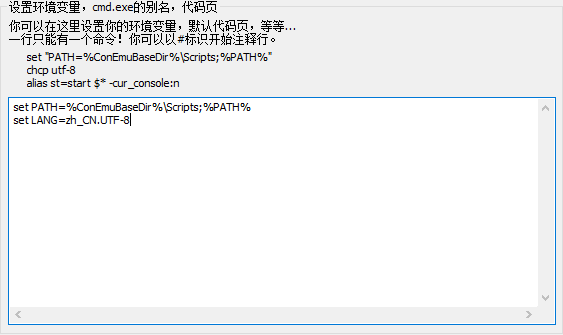 设置环境变量，cmd.exe的别名，代码页
你可以在这里设置你的环境变量，默认代码页，等等...
一行只能有一个命令！你可以以#标识开始注释行。
set "PATH=%ConEmuBaseDir%\Scripts;%PATH%"
chcp utf-8
alias st=start $* -cur_console:n
set PATH=%ConEmuBaseDir%\Scripts;%PATH%
set LANG=zh_CN.UTF-8